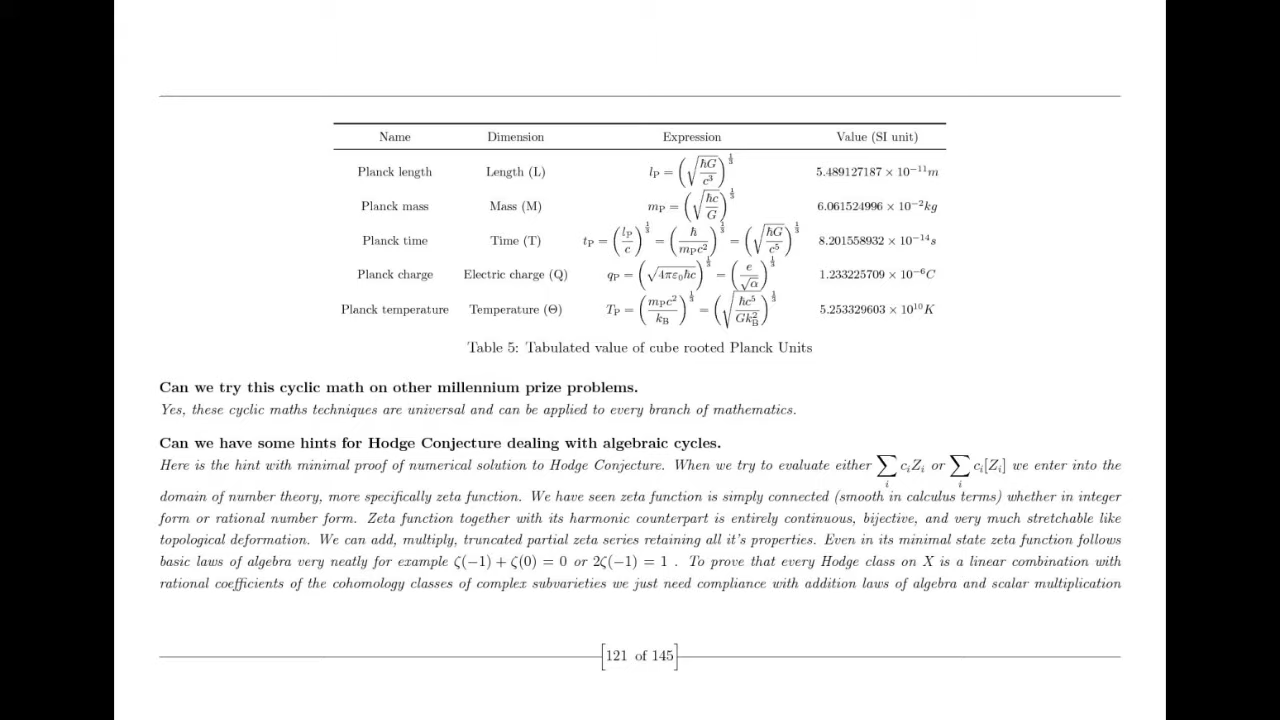 Name Dimension Expression Value (SI unit)
Planck length Length (L) l_P = (√(ħG/c³))^(1/3) 5.489127187 × 10⁻¹¹m
Planck mass Mass (M) m_P = (√(ħc/G))^(1/3) 6.061524996 × 10⁻²kg
Planck time Time (T) t_P = (l_P/c)^(1/3) = (ħ/(m_P c²))^(1/3) = (√(ħG/c⁵))^(1/3) 8.201558932 × 10⁻¹⁴s
Planck charge Electric charge (Q) q_P = (√(4πε₀ħc))^(1/3) = (e/√α)^(1/3) 1.233225709 × 10⁻⁶C
Planck temperature Temperature (Θ) T_P = (m_P c²/k_B)^(1/3) = (√(ħc⁵/(Gk_B²)))^(1/3) 5.253329603 × 10¹⁰K
Table 5: Tabulated value of cube rooted Planck Units
Can we try this cyclic math on other millennium prize problems.
Yes, these cyclic maths techniques are universal and can be applied to every branch of mathematics.
Can we have some hints for Hodge Conjecture dealing with algebraic cycles.
Here is the hint with minimal proof of numerical solution to Hodge Conjecture. When we try to evaluate either ∑_i c_i Z_i or ∑_i c_i[Z_i] we enter into the
domain of number theory, more specifically zeta function. We have seen zeta function is simply connected (smooth in calculus terms) whether in integer
form or rational number form. Zeta function together with its harmonic counterpart is entirely continuous, bijective, and very much stretchable like
topological deformation. We can add, multiply, truncated partial zeta series retaining all it's properties. Even in its minimal state zeta function follows
basic laws of algebra very neatly for example ζ(−1) + ζ(0) = 0 or 2ζ(−1) = 1 . To prove that every Hodge class on X is a linear combination with
rational coefficients of the cohomology classes of complex subvarieties we just need compliance with addition laws of algebra and scalar multiplication
[121 of 145]